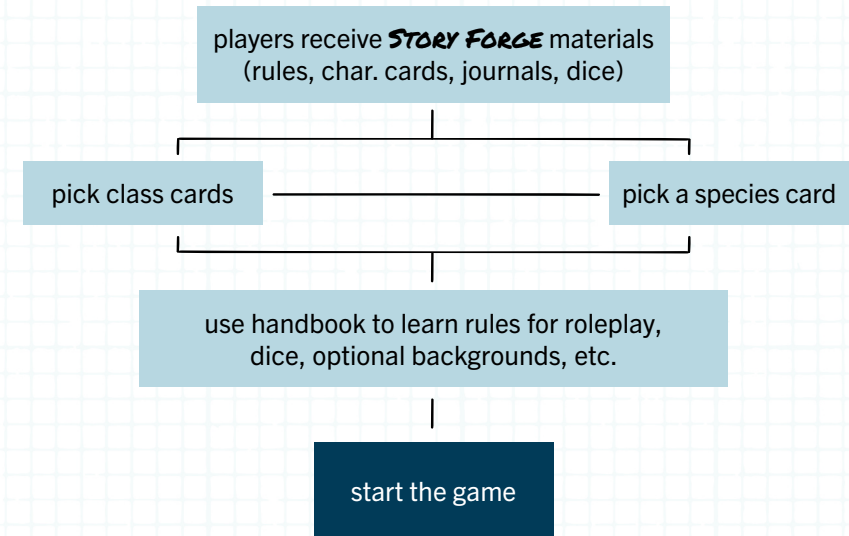 players receive STORY FORGE materials
(rules, char. cards, journals, dice)
pick class cards
pick a species card
use handbook to learn rules for roleplay,
dice, optional backgrounds, etc.
start the game